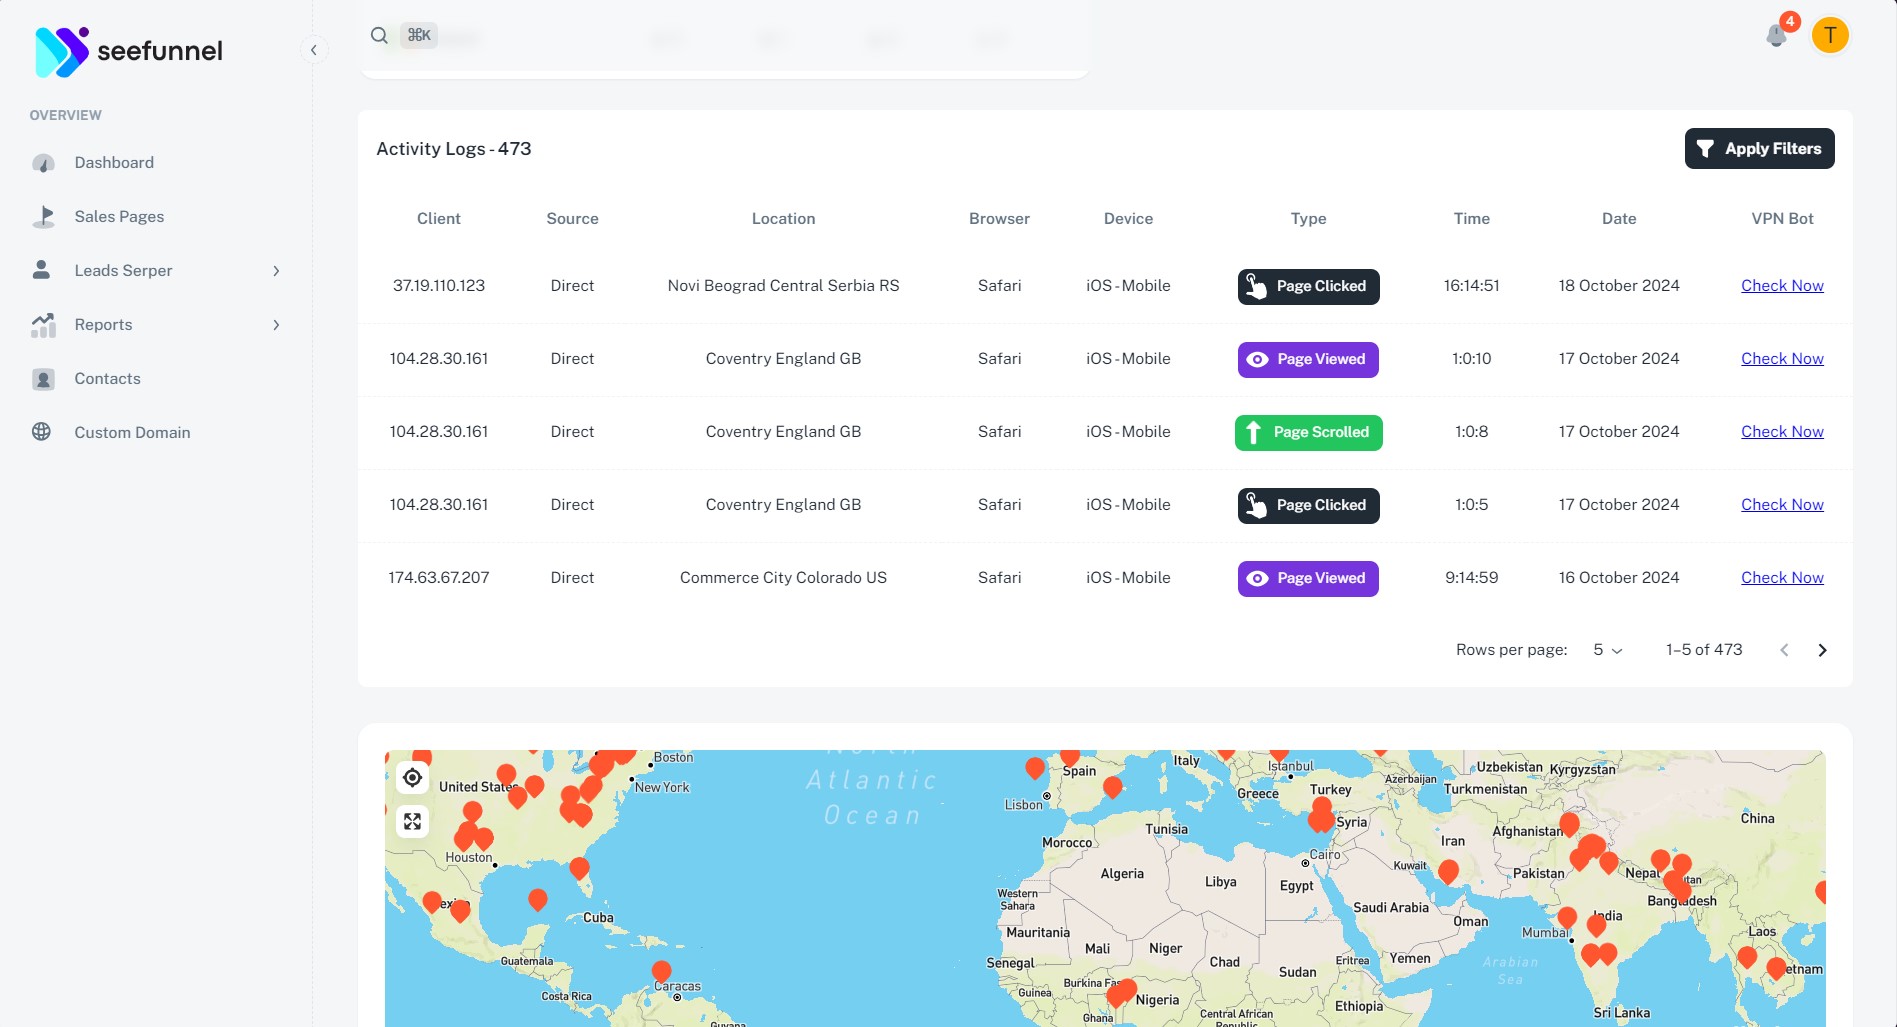 seefunnel
⌘K
4
T
OVERVIEW
Dashboard
Sales Pages
Leads Serper
Reports
Contacts
Custom Domain
Activity Logs - 473
Apply Filters
Client Source Location Browser Device Type Time Date VPN Bot
37.19.110.123 Direct Novi Beograd Central Serbia RS Safari iOS - Mobile Page Clicked 16:14:51 18 October 2024 Check Now
104.28.30.161 Direct Coventry England GB Safari iOS - Mobile Page Viewed 1:0:10 17 October 2024 Check Now
104.28.30.161 Direct Coventry England GB Safari iOS - Mobile Page Scrolled 1:0:8 17 October 2024 Check Now
104.28.30.161 Direct Coventry England GB Safari iOS - Mobile Page Clicked 1:0:5 17 October 2024 Check Now
174.63.67.207 Direct Commerce City Colorado US Safari iOS - Mobile Page Viewed 9:14:59 16 October 2024 Check Now
Rows per page: 5 1–5 of 473
North
Atlantic
Ocean
Boston
United States
New York
Houston
Cuba
Guatemala
Costa Rica
Caracas
Guyana
Spain
Lisbon
Italy
Istanbul
Greece
Turkey
Azerbaijan
Uzbekistan
Kyrgyzstan
Turkmenistan
China
Tunisia
Syria
Morocco
Cairo
Iran
Afghanistan
Algeria
Libya
Egypt
Kuwait
Pakistan
Nepal
Western
Sahara
Saudi Arabia
Oman
Bangladesh
India
Mumbai
Laos
Mauritania
Mali
Niger
Chad
Sudan
Eritrea
Yemen
Arabian
Sea
Senegal
Guinea
Burkina Fas
Nigeria
Ghana
Central African
Republic
Ethiopia
Sri Lanka
etnam